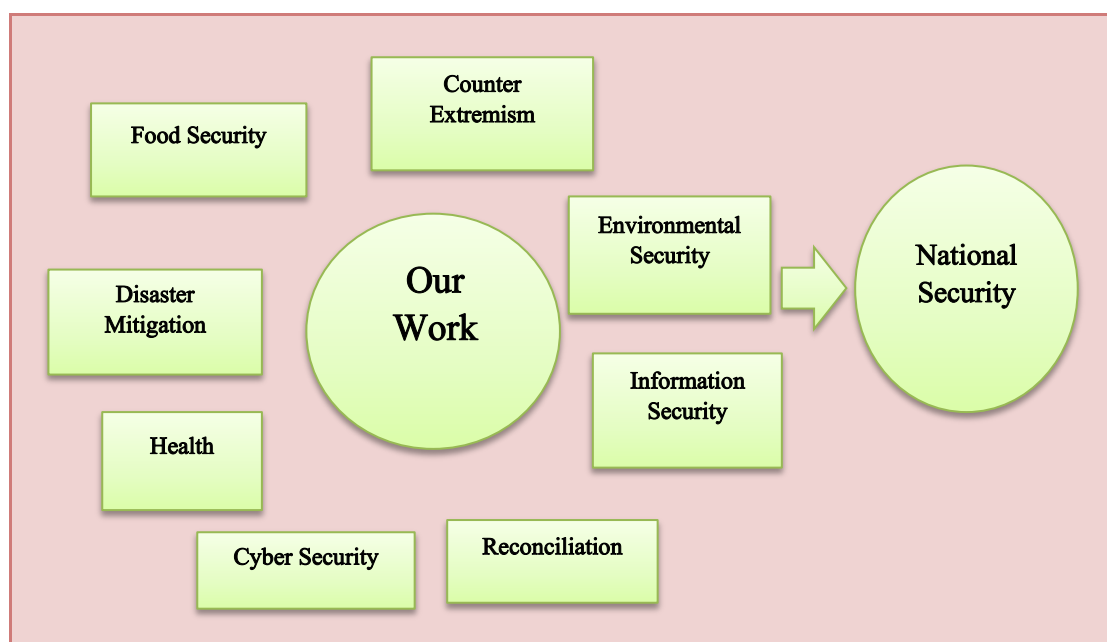 Counter
Extremism
Food Security
Environmental
Security
National
Security
Our
Work
Disaster
Mitigation
Information
Security
Health
Cyber Security
Reconciliation